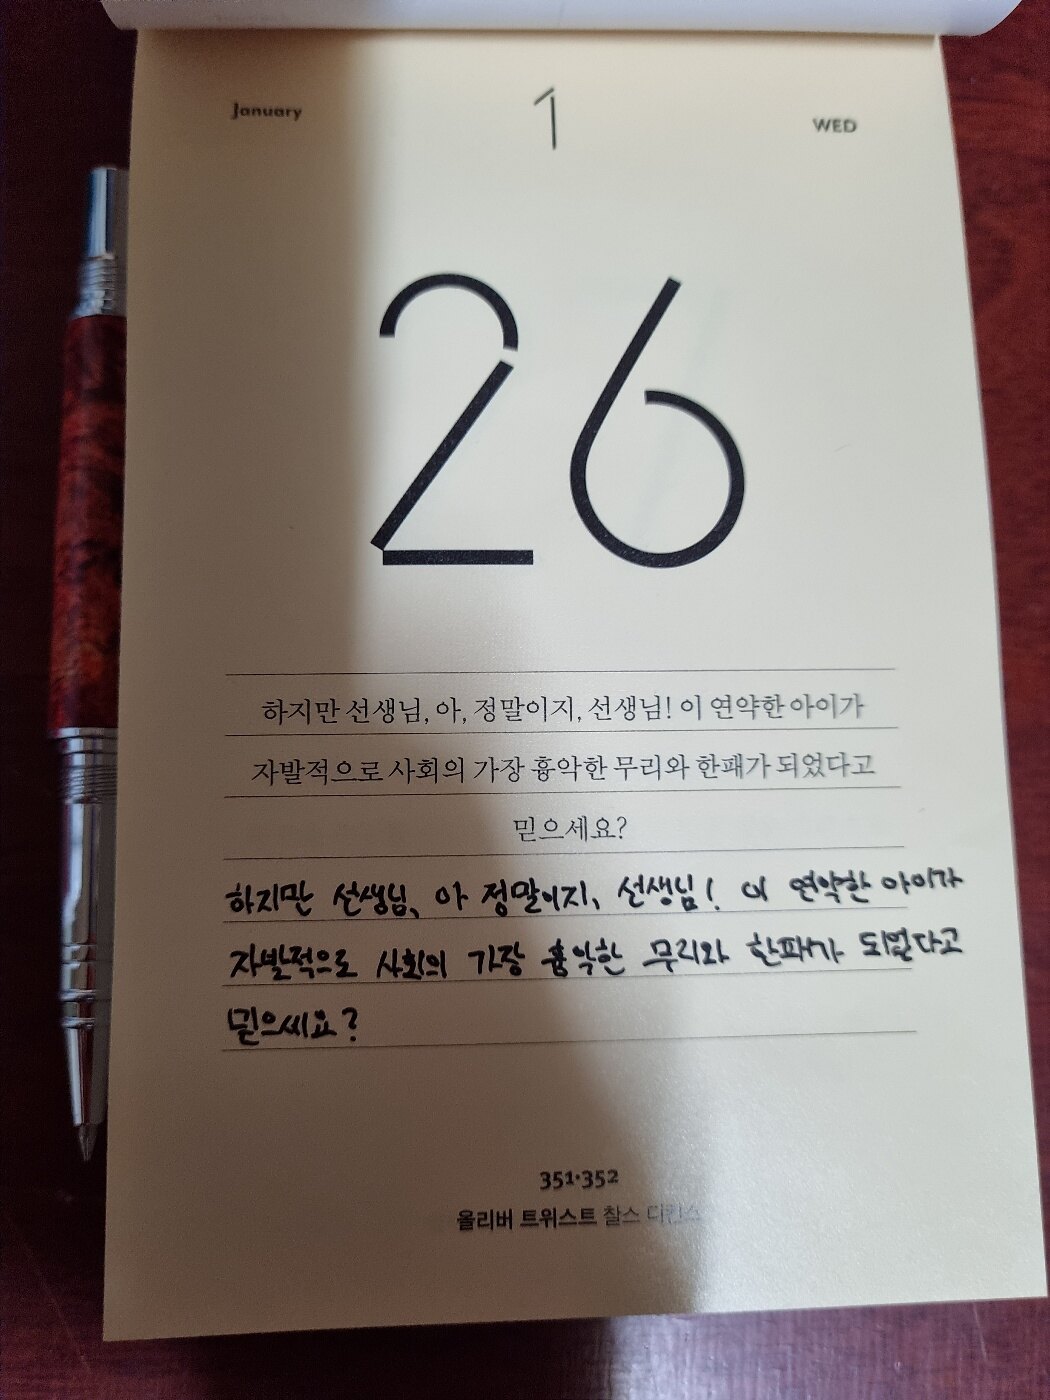 January 1 WED
26
하지만 선생님, 아, 정말이지, 선생님! 이 연약한 아이가
자발적으로 사회의 가장 흉악한 무리와 한패가 되었다고
믿으세요?
하지만 선생님, 아 정말이지, 선생님! 이 연약한 아이가
자발적으로 사회의 가장 흉악한 무리와 한패가 되었다고
믿으세요?
351·352
올리버 트위스트 찰스 디킨스